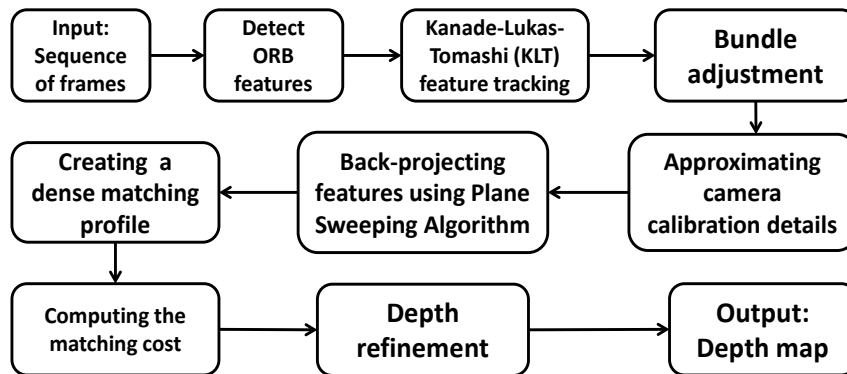 Input:
Sequence
of frames
Detect
ORB
features
Kanade-Lukas-
Tomashi (KLT)
feature tracking
Bundle
adjustment
Approximating
camera
calibration details
Back-projecting
features using Plane
Sweeping Algorithm
Creating a
dense matching
profile
Computing the
matching cost
Depth
refinement
Output:
Depth map